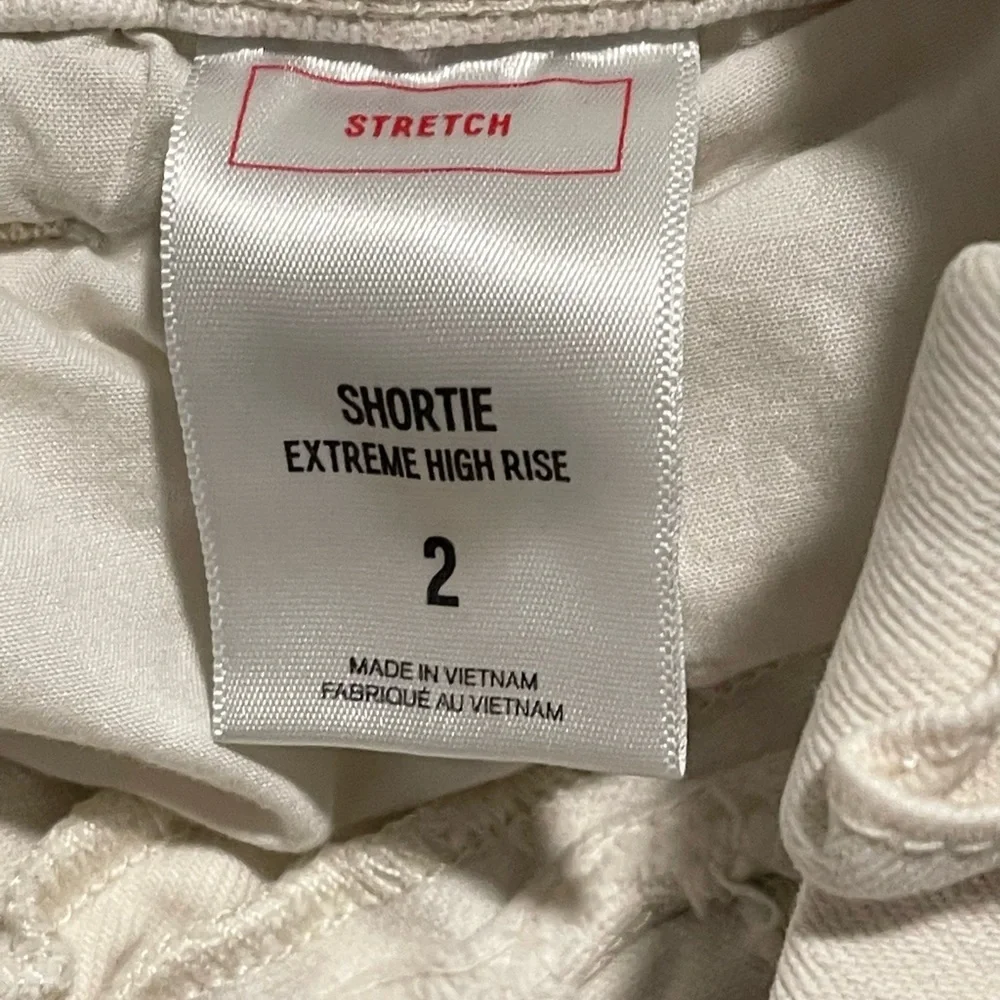 STRETCH
SHORTIE
EXTREME HIGH RISE
2
MADE IN VIETNAM
FABRIQUÉ AU VIETNAM